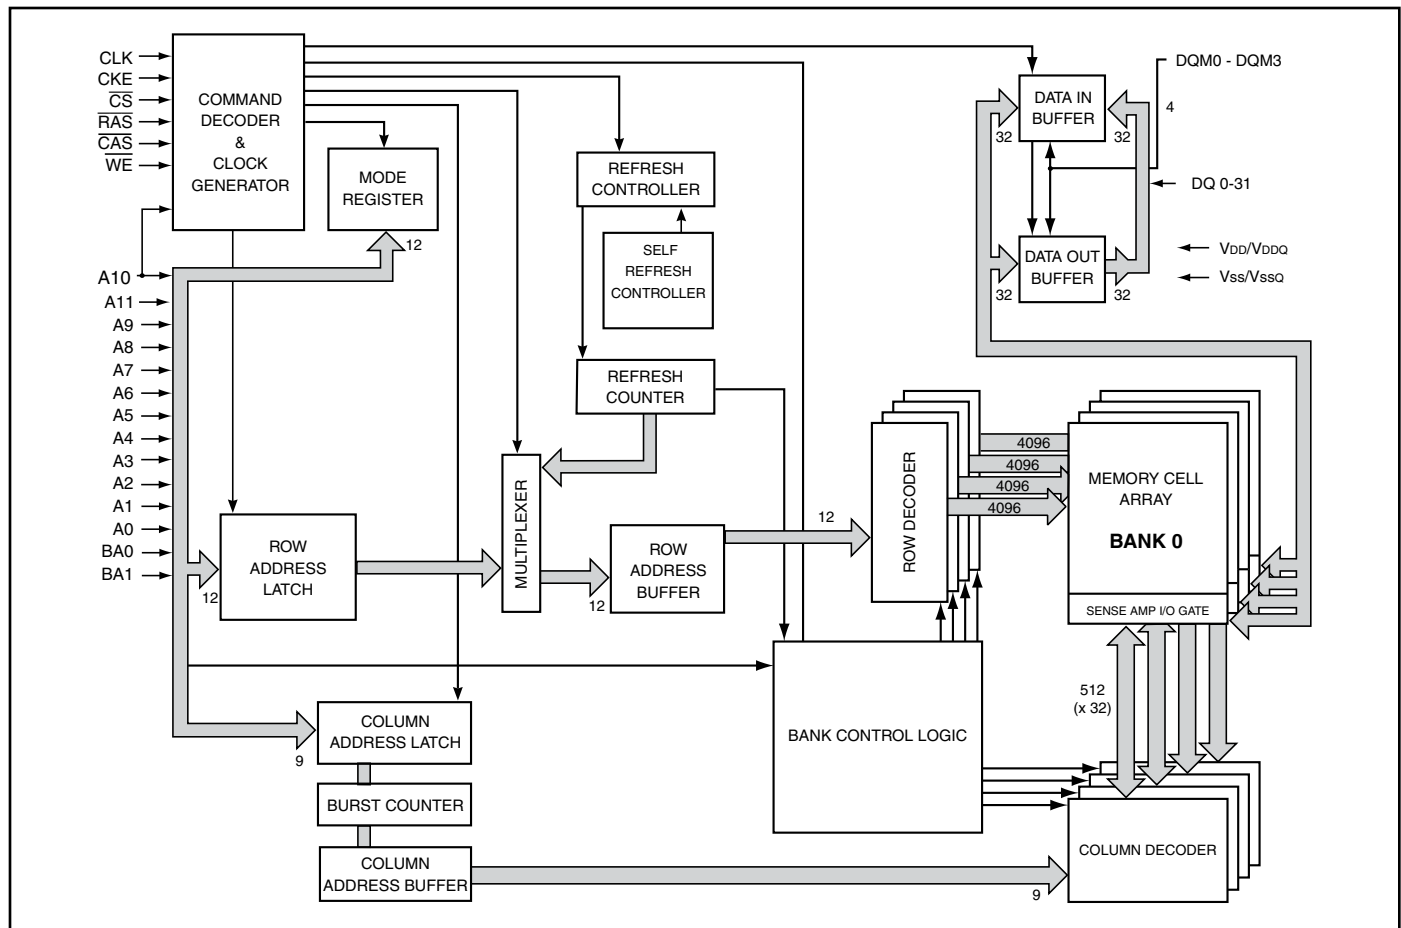 CLK
CKE
CS
RAS
CAS
WE
A10
A11
A9
A8
A7
A6
A5
A4
A3
A2
A1
A0
BA0
BA1
COMMAND
DECODER
&
CLOCK
GENERATOR
MODE
REGISTER
12
REFRESH
CONTROLLER
SELF
REFRESH
CONTROLLER
REFRESH
COUNTER
DATA IN
BUFFER
32
32
DQM0 - DQM3
4
DQ 0-31
DATA OUT
BUFFER
32
32
VDD/VDDQ
Vss/VssQ
12
ROW
ADDRESS
LATCH
MULTIPLEXER
12
ROW
ADDRESS
BUFFER
12
ROW DECODER
4096
4096
4096
4096
MEMORY CELL
ARRAY
BANK 0
SENSE AMP I/O GATE
512
(x 32)
BANK CONTROL LOGIC
9
COLUMN
ADDRESS LATCH
BURST COUNTER
COLUMN
ADDRESS BUFFER
9
COLUMN DECODER